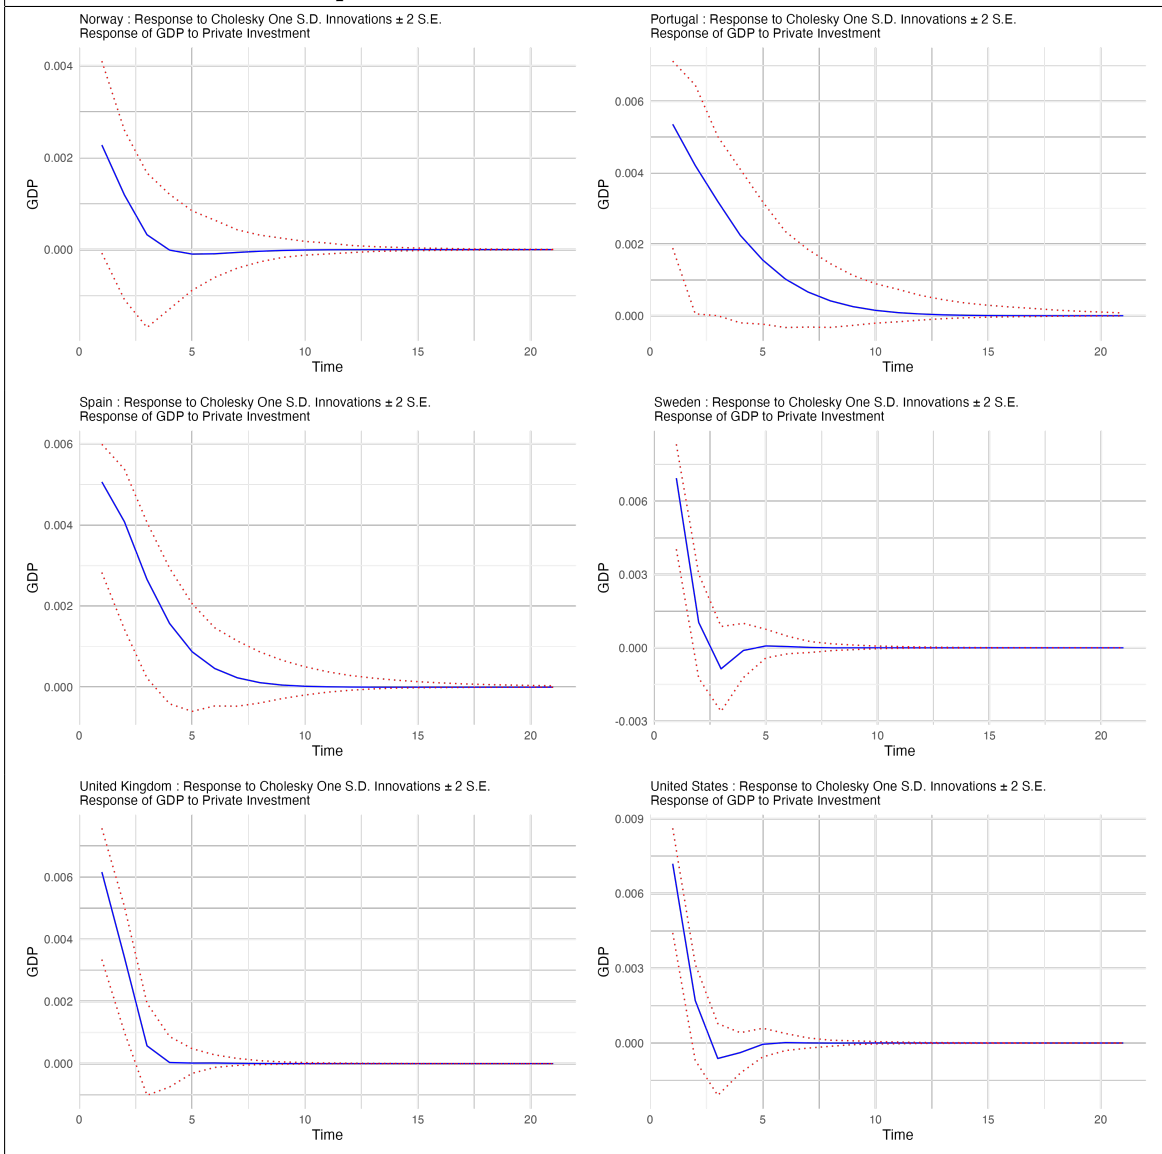 Norway : Response to Cholesky One S.D. Innovations ± 2 S.E.
Response of GDP to Private Investment
0.004
0.002
0.000
GDP
0
5
10
15
20
Time
Portugal : Response to Cholesky One S.D. Innovations ± 2 S.E.
Response of GDP to Private Investment
0.006
0.004
0.002
0.000
GDP
0
5
10
15
20
Time
Spain : Response to Cholesky One S.D. Innovations ± 2 S.E.
Response of GDP to Private Investment
0.006
0.004
0.002
0.000
GDP
0
5
10
15
20
Time
Sweden : Response to Cholesky One S.D. Innovations ± 2 S.E.
Response of GDP to Private Investment
0.006
0.003
0.000
-0.003
GDP
0
5
10
15
20
Time
United Kingdom : Response to Cholesky One S.D. Innovations ± 2 S.E.
Response of GDP to Private Investment
0.006
0.004
0.002
0.000
GDP
0
5
10
15
20
Time
United States : Response to Cholesky One S.D. Innovations ± 2 S.E.
Response of GDP to Private Investment
0.009
0.006
0.003
0.000
GDP
0
5
10
15
20
Time